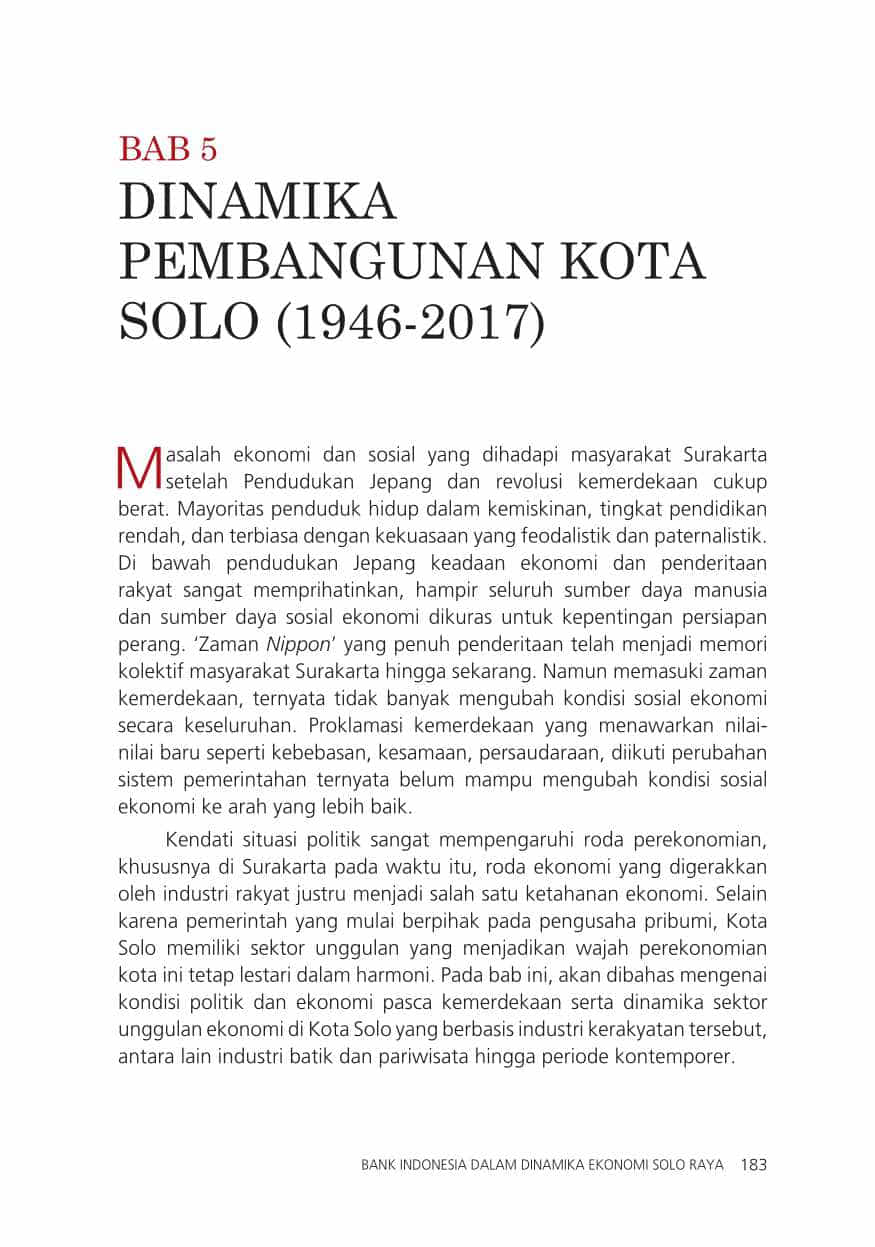 BAB 5
DINAMIKA
PEMBANGUNAN KOTA
SOLO (1946-2017)
Masalah ekonomi dan sosial yang dihadapi masyarakat Surakarta
setelah Pendudukan Jepang dan revolusi kemerdekaan cukup
berat. Mayoritas penduduk hidup dalam kemiskinan, tingkat pendidikan
rendah, dan terbiasa dengan kekuasaan yang feodalistik dan paternalistik.
Di bawah pendudukan Jepang keadaan ekonomi dan penderitaan
rakyat sangat memprihatinkan, hampir seluruh sumber daya manusia
dan sumber daya sosial ekonomi dikuras untuk kepentingan persiapan
perang. ‘Zaman Nippon’ yang penuh penderitaan telah menjadi memori
kolektif masyarakat Surakarta hingga sekarang. Namun memasuki zaman
kemerdekaan, ternyata tidak banyak mengubah kondisi sosial ekonomi
secara keseluruhan. Proklamasi kemerdekaan yang menawarkan nilai-
nilai baru seperti kebebasan, kesamaan, persaudaraan, diikuti perubahan
sistem pemerintahan ternyata belum mampu mengubah kondisi sosial
ekonomi ke arah yang lebih baik.
Kendati situasi politik sangat mempengaruhi roda perekonomian,
khususnya di Surakarta pada waktu itu, roda ekonomi yang digerakkan
oleh industri rakyat justru menjadi salah satu ketahanan ekonomi. Selain
karena pemerintah yang mulai berpihak pada pengusaha pribumi, Kota
Solo memiliki sektor unggulan yang menjadikan wajah perekonomian
kota ini tetap lestari dalam harmoni. Pada bab ini, akan dibahas mengenai
kondisi politik dan ekonomi pasca kemerdekaan serta dinamika sektor
unggulan ekonomi di Kota Solo yang berbasis industri kerakyatan tersebut,
antara lain industri batik dan pariwisata hingga periode kontemporer.
BANK INDONESIA DALAM DINAMIKA EKONOMI SOLO RAYA 183